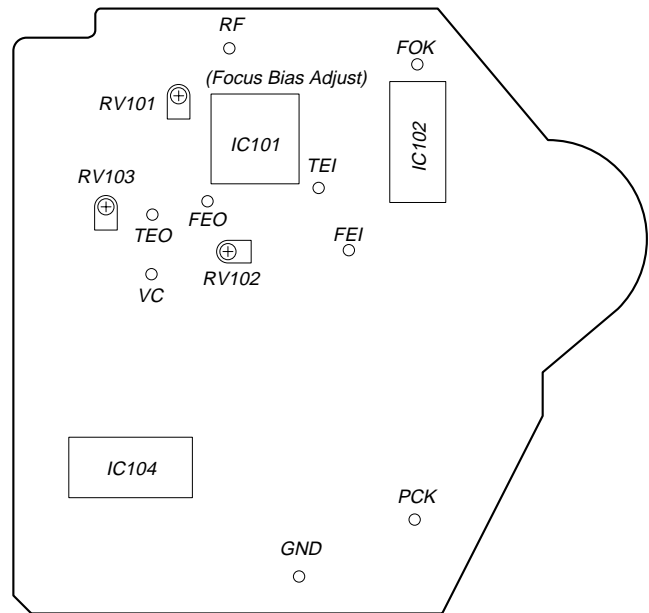 RF
FOK
(Focus Bias Adjust)
RV101
IC101
IC102
TEI
RV103
FEO
TEO
FEI
RV102
VC
IC104
PCK
GND